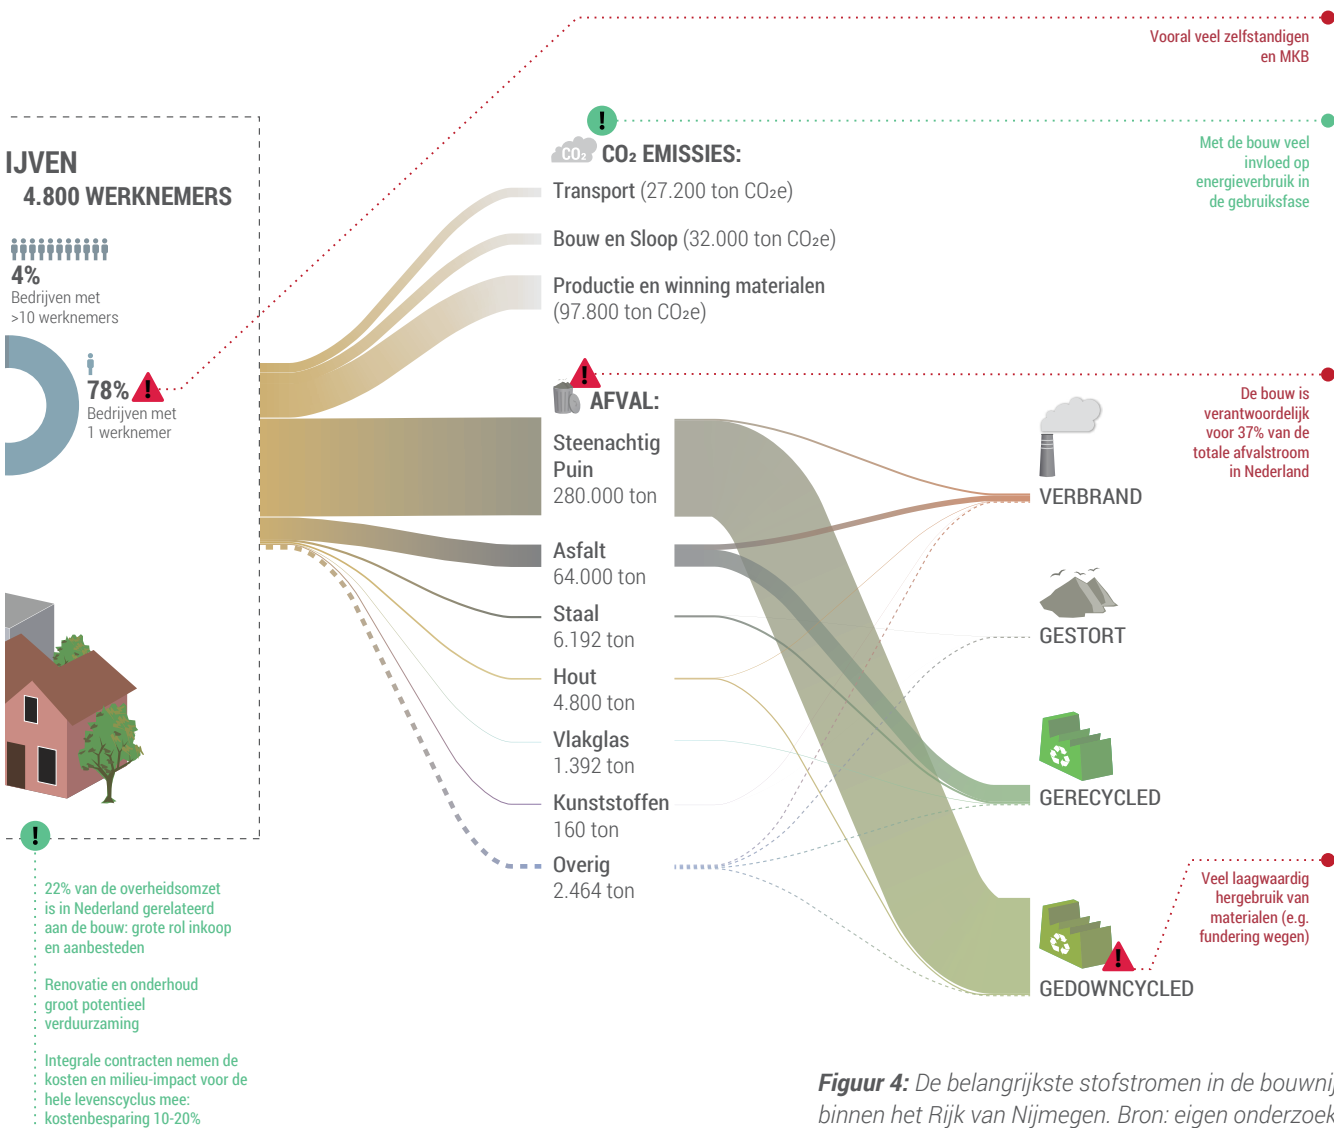 Vooral veel zelfstandigen
en MKB
IJVEN
4.800 WERKNEMERS
4%
Bedrijven met
>10 werknemers
78%
Bedrijven met
1 werknemer
!
!
CO₂
CO₂ EMISSIES:
Transport (27.200 ton CO₂e)
Bouw en Sloop (32.000 ton CO₂e)
Productie en winning materialen
(97.800 ton CO₂e)
Met de bouw veel
invloed op
energieverbruik in
de gebruiksfase
!
AFVAL:
Steenachtig
Puin
280.000 ton
Asfalt
64.000 ton
Staal
6.192 ton
Hout
4.800 ton
Vlakglas
1.392 ton
Kunststoffen
160 ton
Overig
2.464 ton
De bouw is
verantwoordelijk
voor 37% van de
totale afvalstroom
in Nederland
VERBRAND
GESTORT
GERECYCLED
!
GEDOWNCYCLED
Veel laagwaardig
hergebruik van
materialen (e.g.
fundering wegen)
!
22% van de overheidsomzet
is in Nederland gerelateerd
aan de bouw: grote rol inkoop
en aanbesteden
Renovatie en onderhoud
groot potentieel
verduurzaming
Integrale contracten nemen de
kosten en milieu-impact voor de
hele levenscyclus mee:
kostenbesparing 10-20%
Figuur 4: De belangrijkste stofstromen in de bouwnij
binnen het Rijk van Nijmegen. Bron: eigen onderzoek